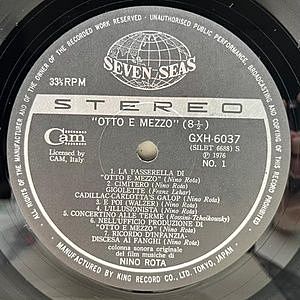 ALL RIGHTS OF THE MANUFACTURER AND OF THE OWNER OF THE RECORDED WORK RESERVED · UNAUTHORISED PUBLIC PERFORMANCE, BROADCASTING AND COPYING OF THIS RECORD PROHIBITED
SEVEN SEAS
33⅓ RPM
STEREO
"OTTO E MEZZO" (8½)
Cam
Licensed by
CAM, Italy
GXH-6037
(SILBT 6688) S
Ⓟ 1976
NO. 1
1. LA PASSERELLA DI
"OTTO E MEZZO" (Nino Rota)
2. CIMITERO (Nino Rota)
GIGOLETTE (Franz Lehar)
CADILLAC-CARLOTTA'S GALOP (Nino Rota)
3. E POI (WALZER) (Nino Rota)
4. L'ILLUSIONISTA (Nino Rota)
5. CONCERTINO ALLE TERME (Rossini-Tchaikovsky)
6. NELL'UFFICIO PRODUZIONE DI
"OTTO E MEZZO" (Nino Rota)
7. RICORDO D'INFANZIA-
DISCESA AI FANGHI (Nino Rota)
colonna sonora originale
del film musiche di
NINO ROTA
MANUFACTURED BY KING RECORD CO., LTD. TOKYO, JAPAN